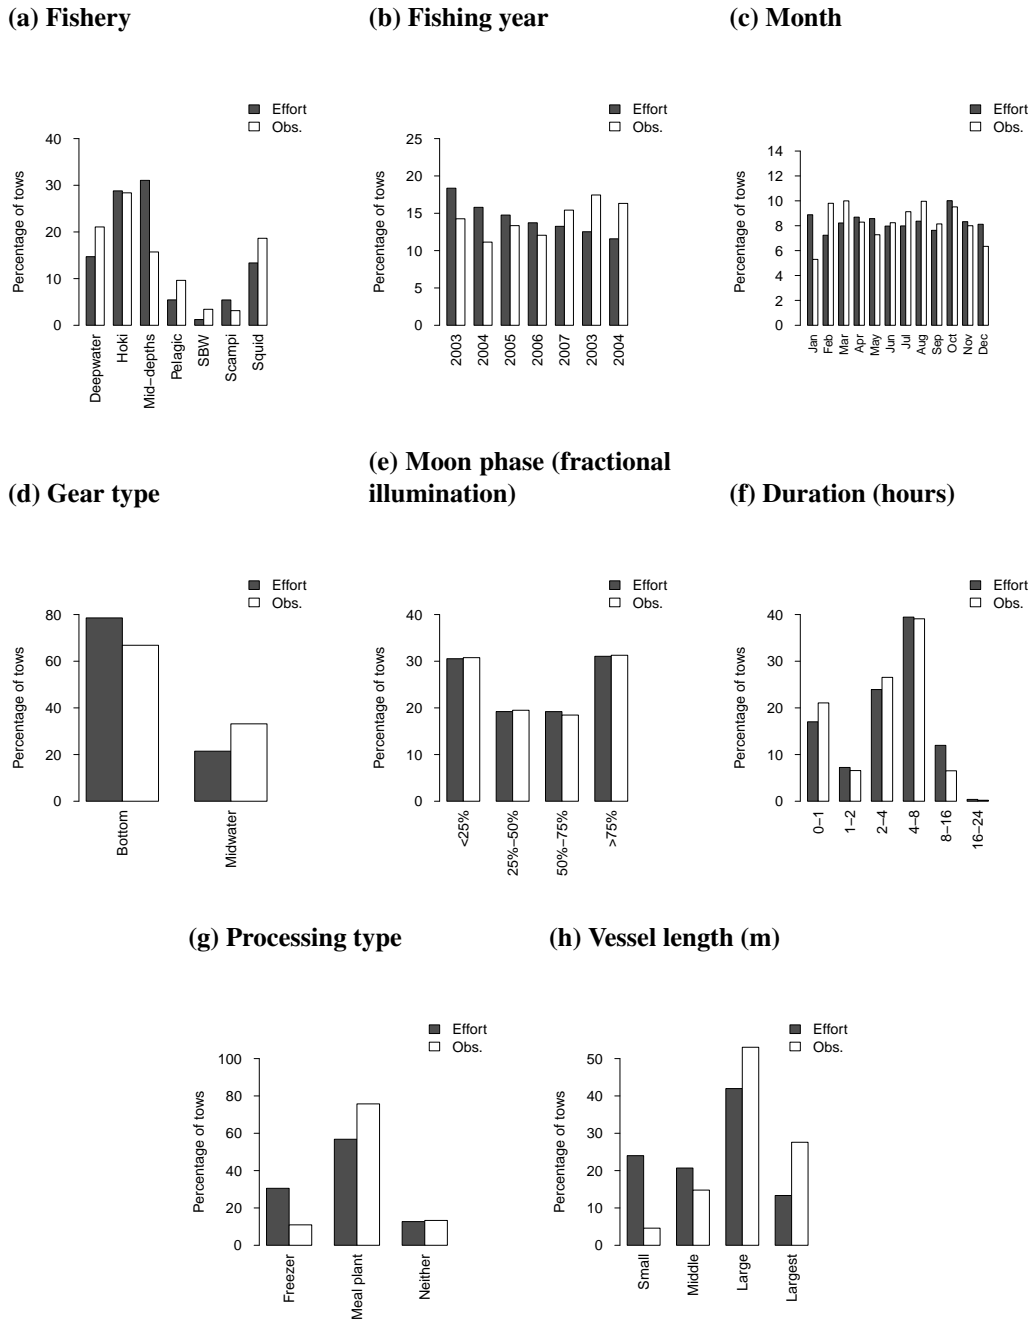 (a) Fishery
(b) Fishing year
(c) Month
Effort
Obs.
Percentage of tows
40
30
20
10
0
Deepwater
Hoki
Mid−depths
Pelagic
SBW
Scampi
Squid
Effort
Obs.
Percentage of tows
25
20
15
10
5
0
2003
2004
2005
2006
2007
2003
2004
Effort
Obs.
Percentage of tows
14
12
10
8
6
4
2
0
Jan
Feb
Mar
Apr
May
Jun
Jul
Aug
Sep
Oct
Nov
Dec
(d) Gear type
(e) Moon phase (fractional
illumination)
(f) Duration (hours)
Effort
Obs.
Percentage of tows
80
60
40
20
0
Bottom
Midwater
Effort
Obs.
Percentage of tows
40
30
20
10
0
<25%
25%−50%
50%−75%
>75%
Effort
Obs.
Percentage of tows
40
30
20
10
0
0−1
1−2
2−4
4−8
8−16
16−24
(g) Processing type
(h) Vessel length (m)
Effort
Obs.
Percentage of tows
100
80
60
40
20
0
Freezer
Meal plant
Neither
Effort
Obs.
Percentage of tows
50
40
30
20
10
0
Small
Middle
Large
Largest